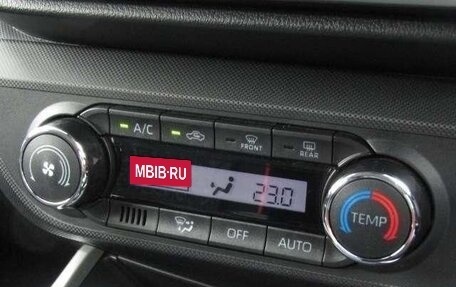 A/C
FRONT
REAR
MBIB·RU
23.0
TEMP
OFF
AUTO